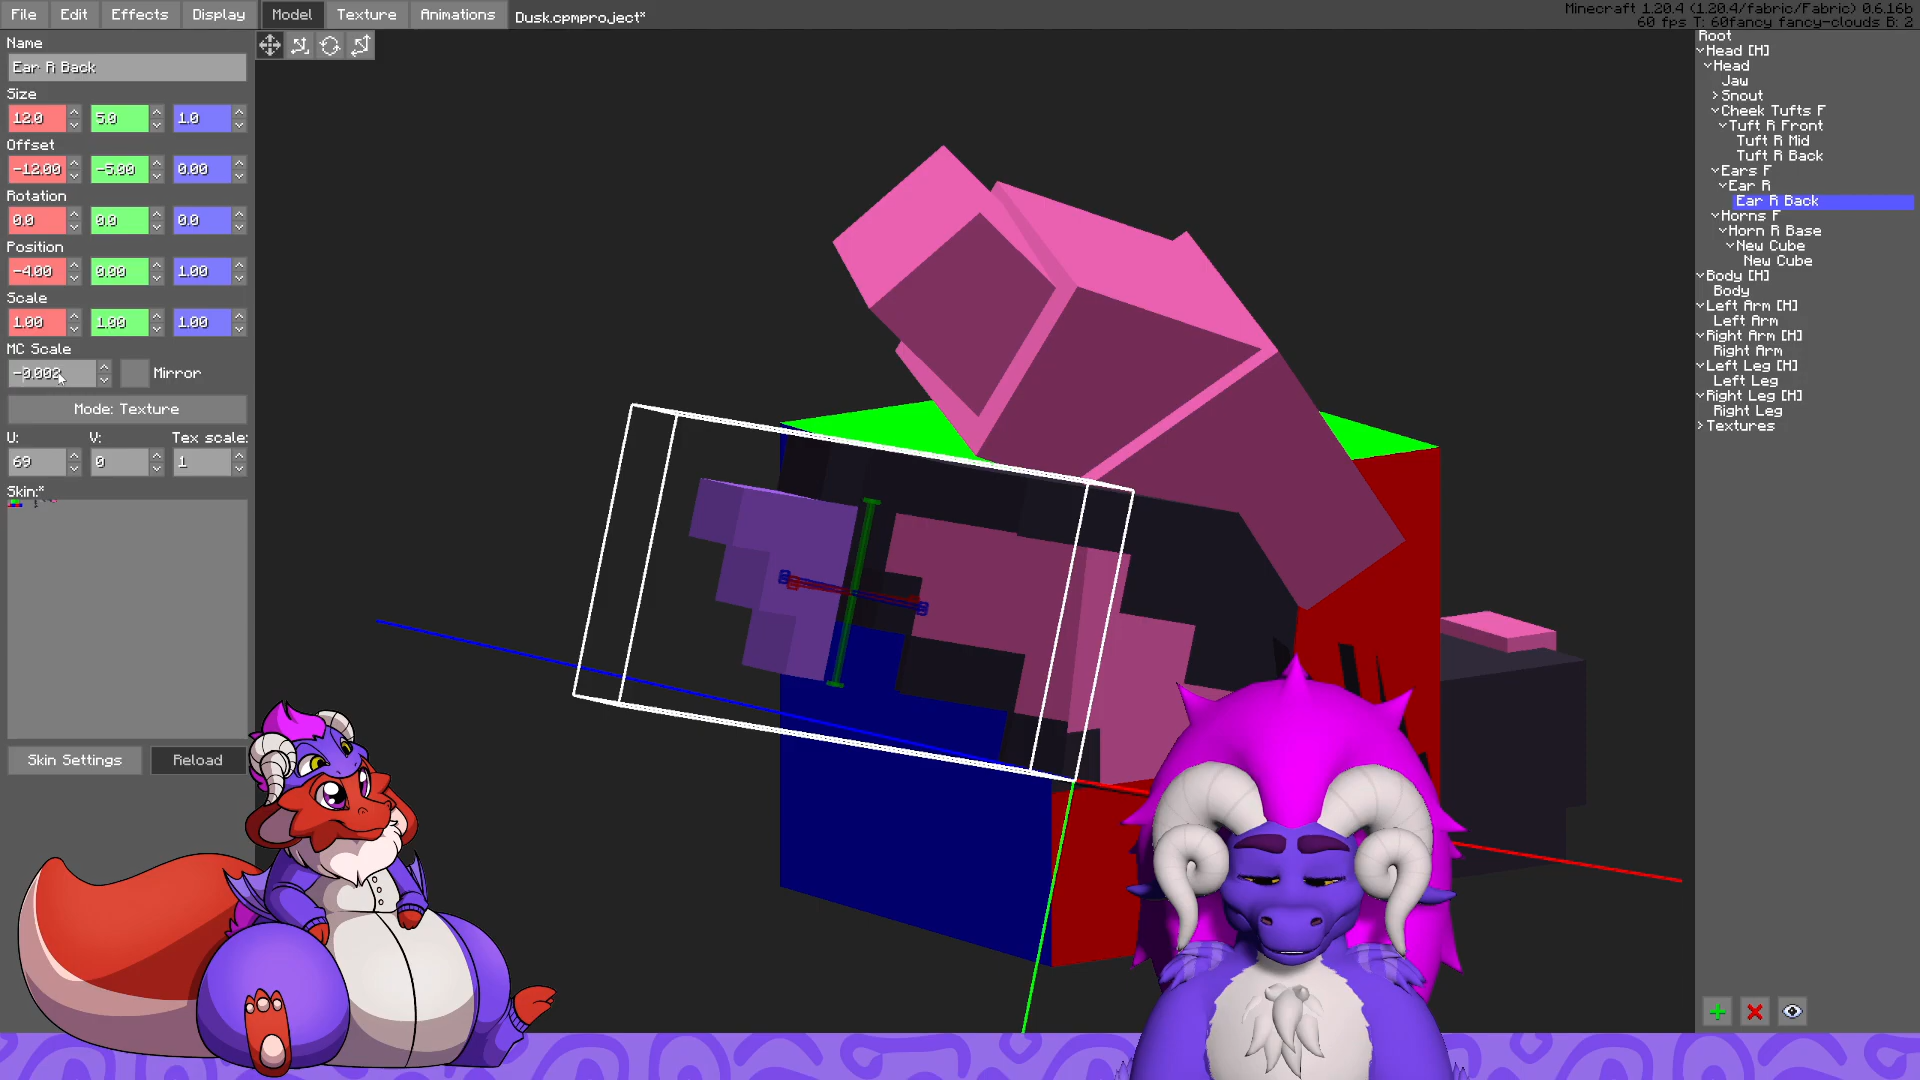 File Edit Effects Display Model Texture Animations Dusk.cpmproject*
Minecraft 1.20.4 (1.20.4/fabric/Fabric) 0.6.16b
60 fps T: 60fancy fancy-clouds B: 2
Name
Ear R Back
Size
12.0 5.0 1.0
Offset
-12.00 -5.00 0.00
Rotation
0.0 0.0 0.0
Position
-4.00 0.00 1.00
Scale
1.00 1.00 1.00
MC Scale
-0.002 Mirror
Mode: Texture
U: V: Tex scale:
69 0 1
Skin:*
Skin Settings Reload
Root
Head [H]
Head
Jaw
Snout
Cheek Tufts F
Tuft R Front
Tuft R Mid
Tuft R Back
Ears F
Ear R
Ear R Back
Horns F
Horn R Base
New Cube
New Cube
Body [H]
Body
Left Arm [H]
Left Arm
Right Arm [H]
Right Arm
Left Leg [H]
Left Leg
Right Leg [H]
Right Leg
Textures